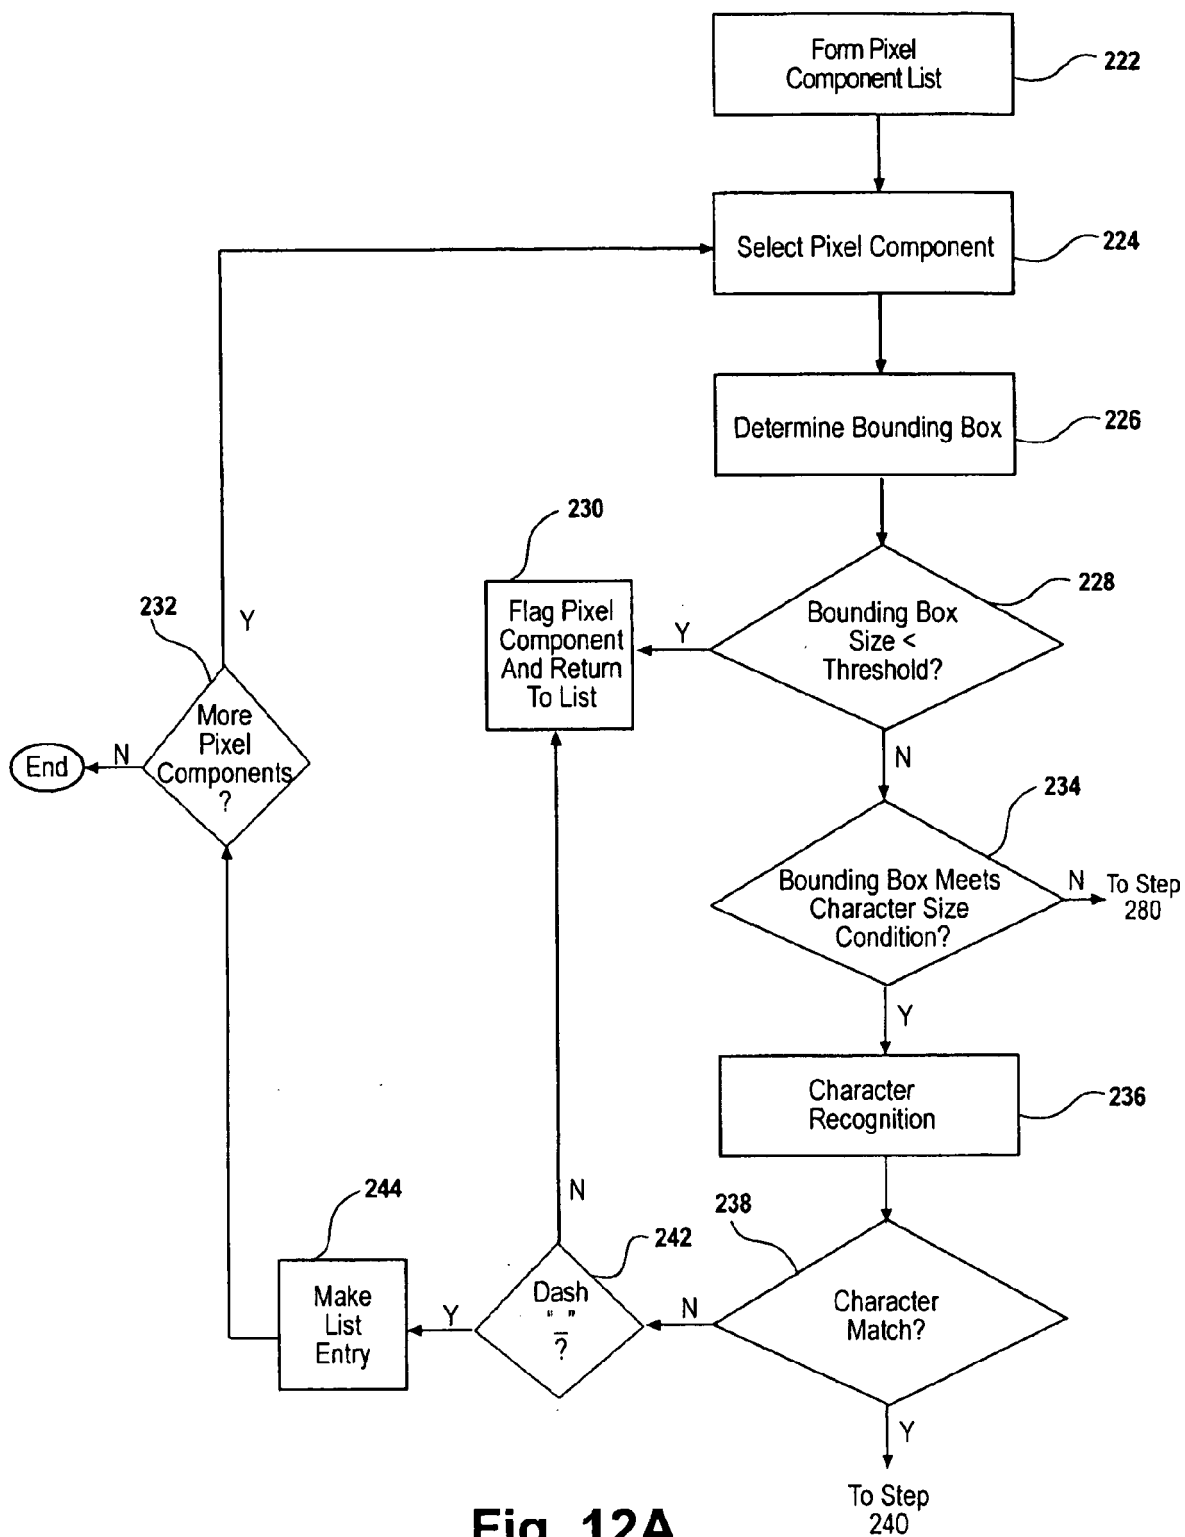 Form Pixel
Component List
222
Select Pixel Component
224
Determine Bounding Box
226
230
Flag Pixel
Component
And Return
To List
Y
Bounding Box
Size <
Threshold?
228
232
Y
More
Pixel
Components
?
N
End
N
234
Bounding Box Meets
Character Size
Condition?
N
To Step
280
Y
Character
Recognition
236
244
Make
List
Entry
Y
N
242
Dash
" _ "
?
N
238
Character
Match?
Y
To Step
240
Fig. 12A